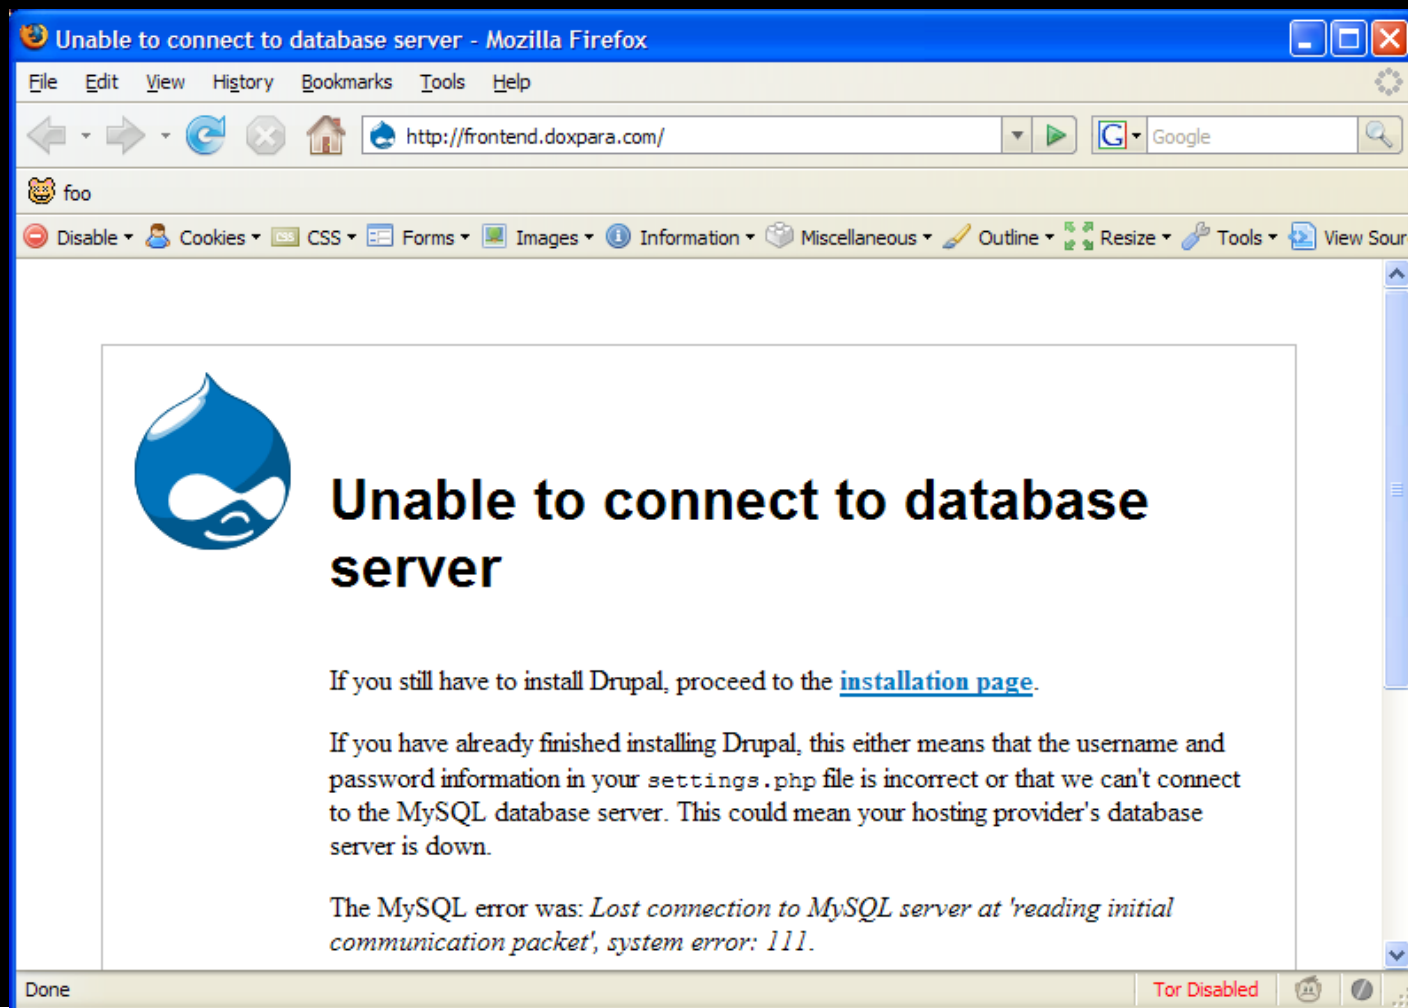 Unable to connect to database server - Mozilla Firefox
File Edit View History Bookmarks Tools Help
http://frontend.doxpara.com/ G Google
foo
Disable Cookies CSS CSS Forms Images Information Miscellaneous Outline Resize Tools View Sour
Unable to connect to database
server
If you still have to install Drupal, proceed to the installation page.
If you have already finished installing Drupal, this either means that the username and
password information in your settings.php file is incorrect or that we can't connect
to the MySQL database server. This could mean your hosting provider's database
server is down.
The MySQL error was: Lost connection to MySQL server at 'reading initial
communication packet', system error: 111.
Done Tor Disabled